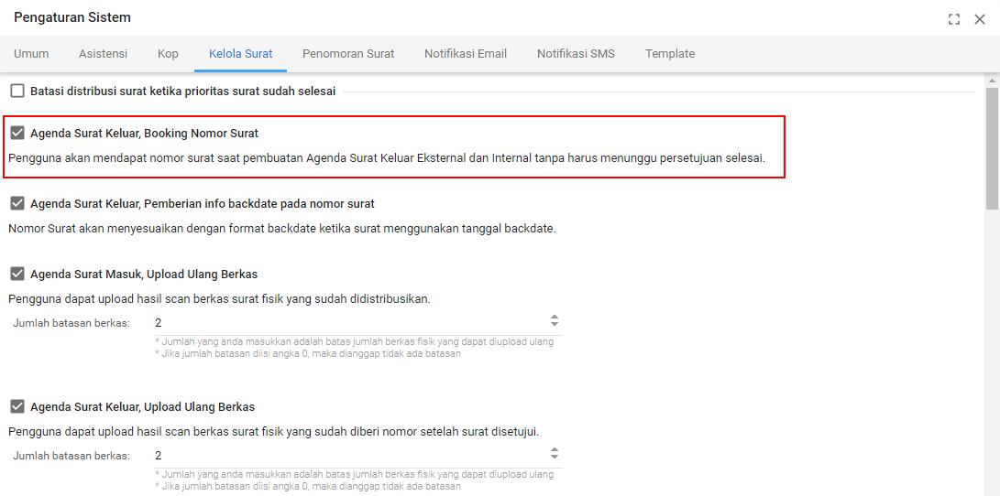 Pengaturan Sistem
Umum Asistensi Kop Kelola Surat Penomoran Surat Notifikasi Email Notifikasi SMS Template
Batasi distribusi surat ketika prioritas surat sudah selesai
Agenda Surat Keluar, Booking Nomor Surat
Pengguna akan mendapat nomor surat saat pembuatan Agenda Surat Keluar Eksternal dan Internal tanpa harus menunggu persetujuan selesai.
Agenda Surat Keluar, Pemberian info backdate pada nomor surat
Nomor Surat akan menyesuaikan dengan format backdate ketika surat menggunakan tanggal backdate.
Agenda Surat Masuk, Upload Ulang Berkas
Pengguna dapat upload hasil scan berkas surat fisik yang sudah didistribusikan.
Jumlah batasan berkas: 2
* Jumlah yang anda masukkan adalah batas jumlah berkas fisik yang dapat diupload ulang
* Jika jumlah batasan diisi angka 0, maka dianggap tidak ada batasan
Agenda Surat Keluar, Upload Ulang Berkas
Pengguna dapat upload hasil scan berkas surat fisik yang sudah diberi nomor setelah surat disetujui.
Jumlah batasan berkas: 2
* Jumlah yang anda masukkan adalah batas jumlah berkas fisik yang dapat diupload ulang
* Jika jumlah batasan diisi angka 0, maka dianggap tidak ada batasan